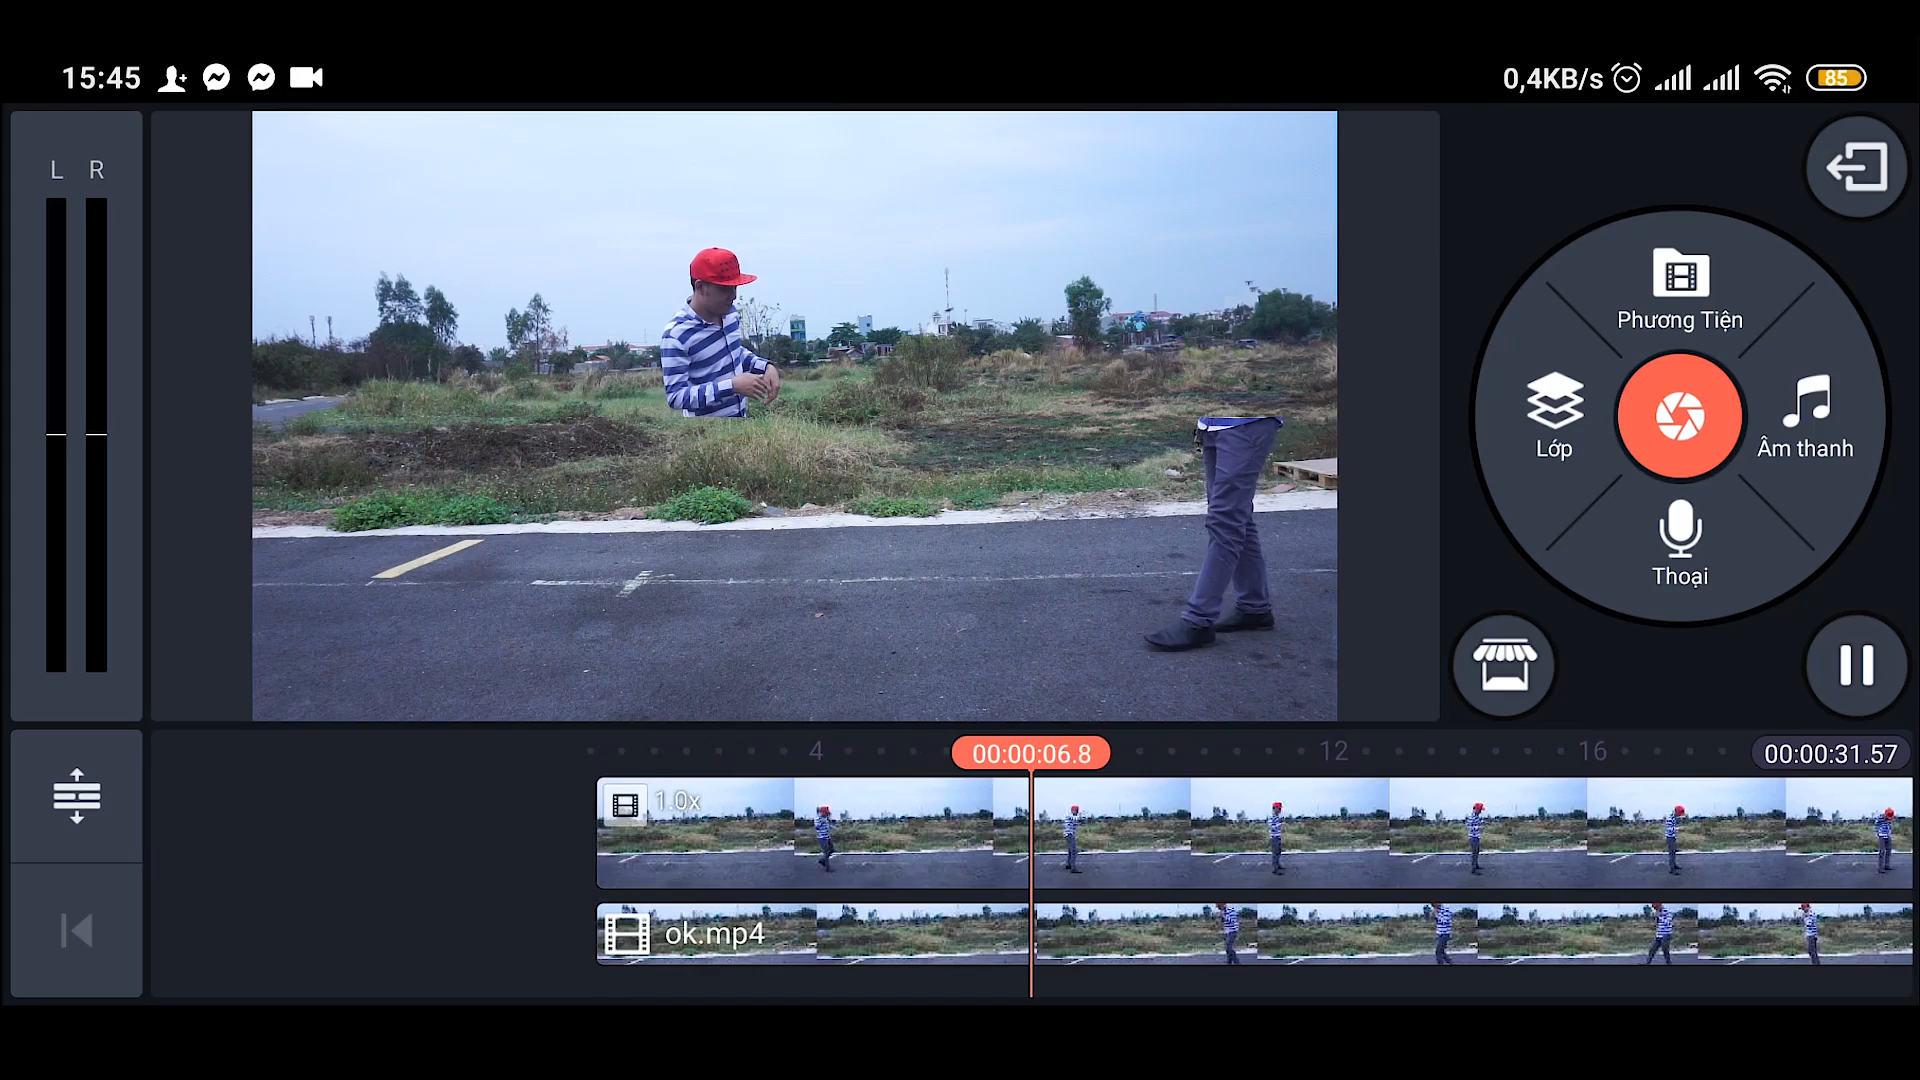 15:45
0,4KB/s
85
L R
Phương Tiện
Lớp
Âm thanh
Thoại
4
00:00:06.8
12
16
00:00:31.57
1.0x
ok.mp4